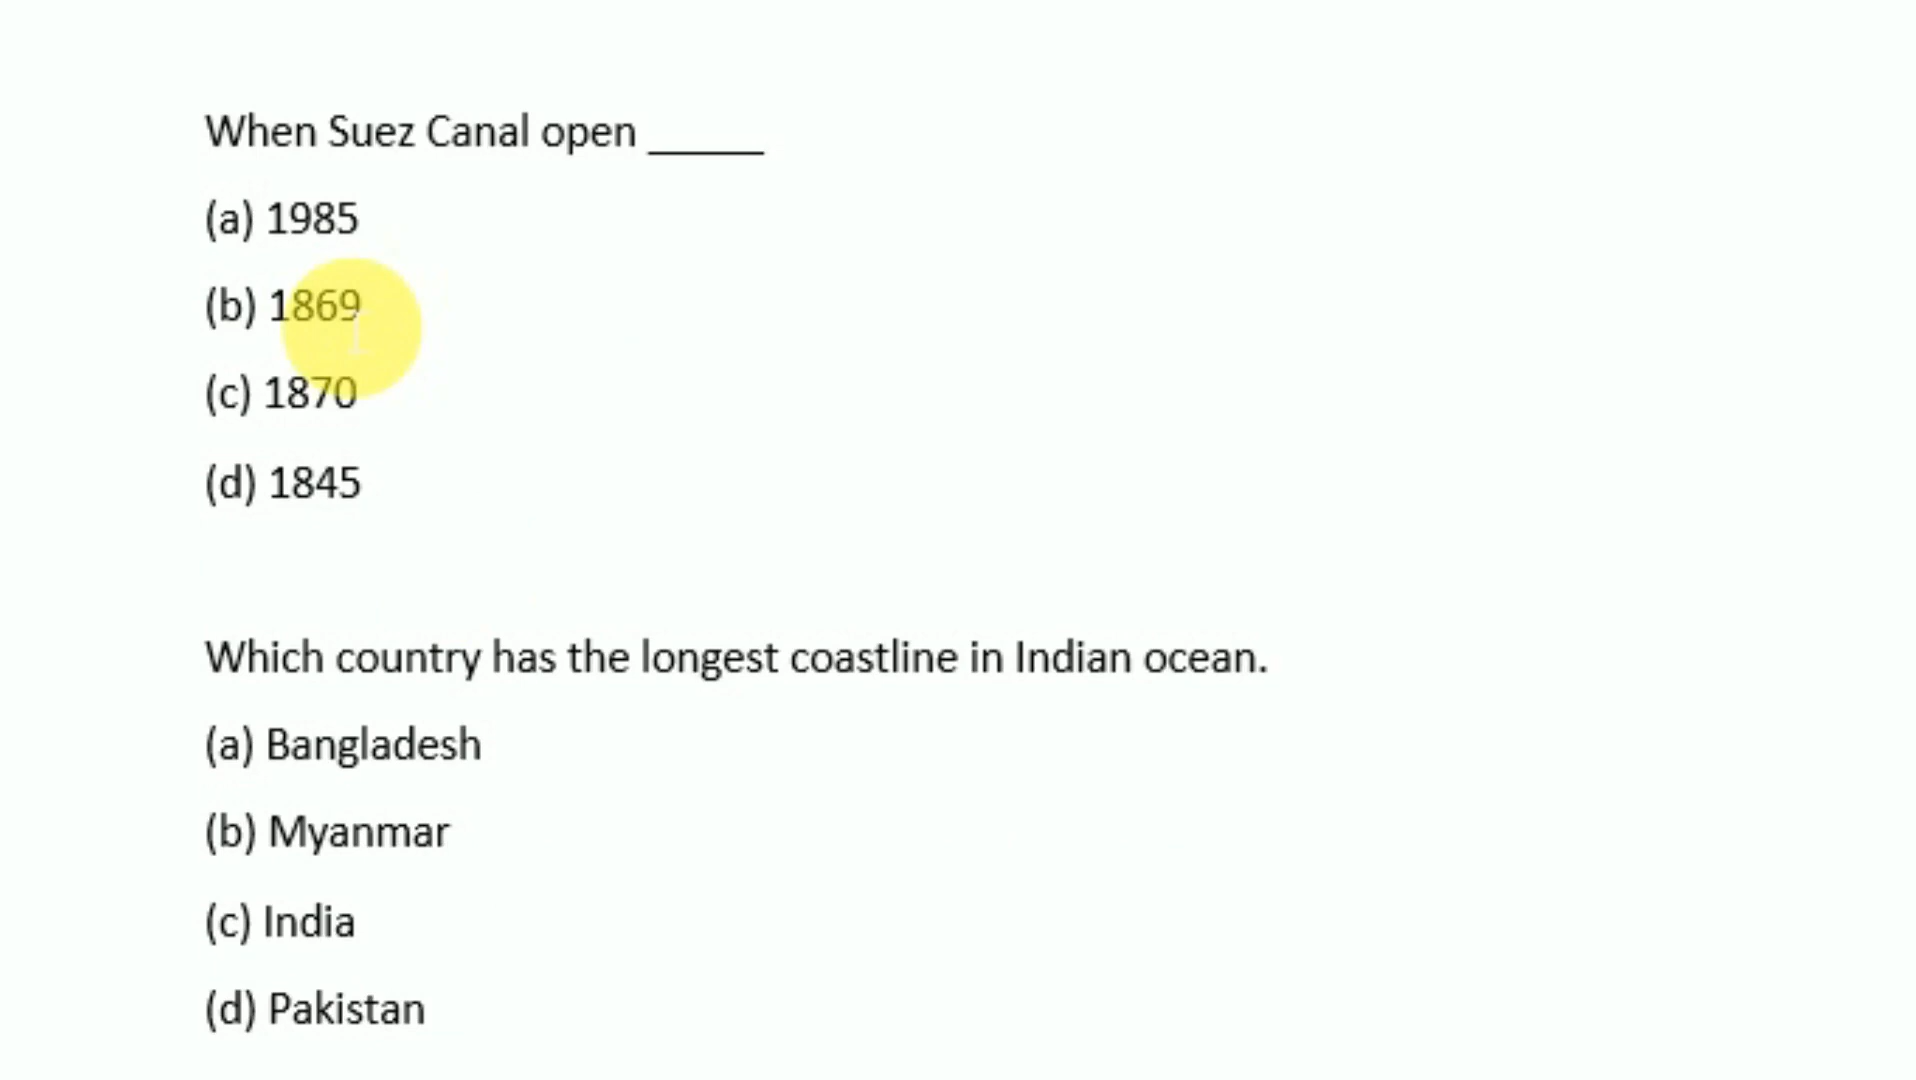 When Suez Canal open _____
(a) 1985
(b) 1869
(c) 1870
(d) 1845
Which country has the longest coastline in Indian ocean.
(a) Bangladesh
(b) Myanmar
(c) India
(d) Pakistan